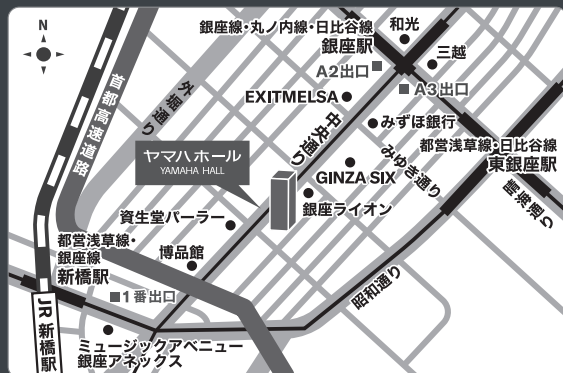 N
銀座線・丸ノ内線・日比谷線
銀座駅
和光
三越
A2出口
A3出口
首都高速道路
外堀通り
EXITMELSA
中央通り
みずほ銀行
都営浅草線・日比谷線
東銀座駅
ヤマハホール
YAMAHA HALL
GINZA SIX
みゆき通り
晴海通り
銀座ライオン
資生堂パーラー
都営浅草線・
銀座線
新橋駅
博品館
昭和通り
1番出口
JR 新橋駅
ミュージックアベニュー
銀座アネックス